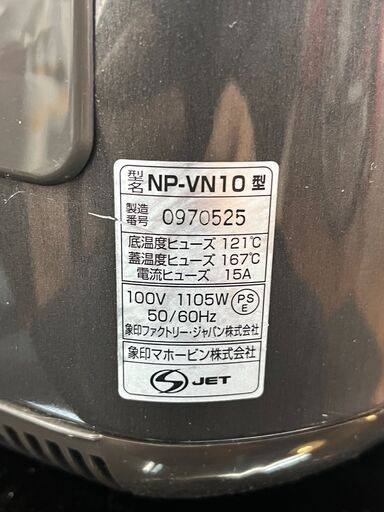 型名 NP-VN10 型
製造番号 0970525
底温度ヒューズ 121℃
蓋温度ヒューズ 167℃
電流ヒューズ 15A
100V 1105W PSE
50/60Hz
象印ファクトリー・ジャパン株式会社
象印マホービン株式会社
S JET